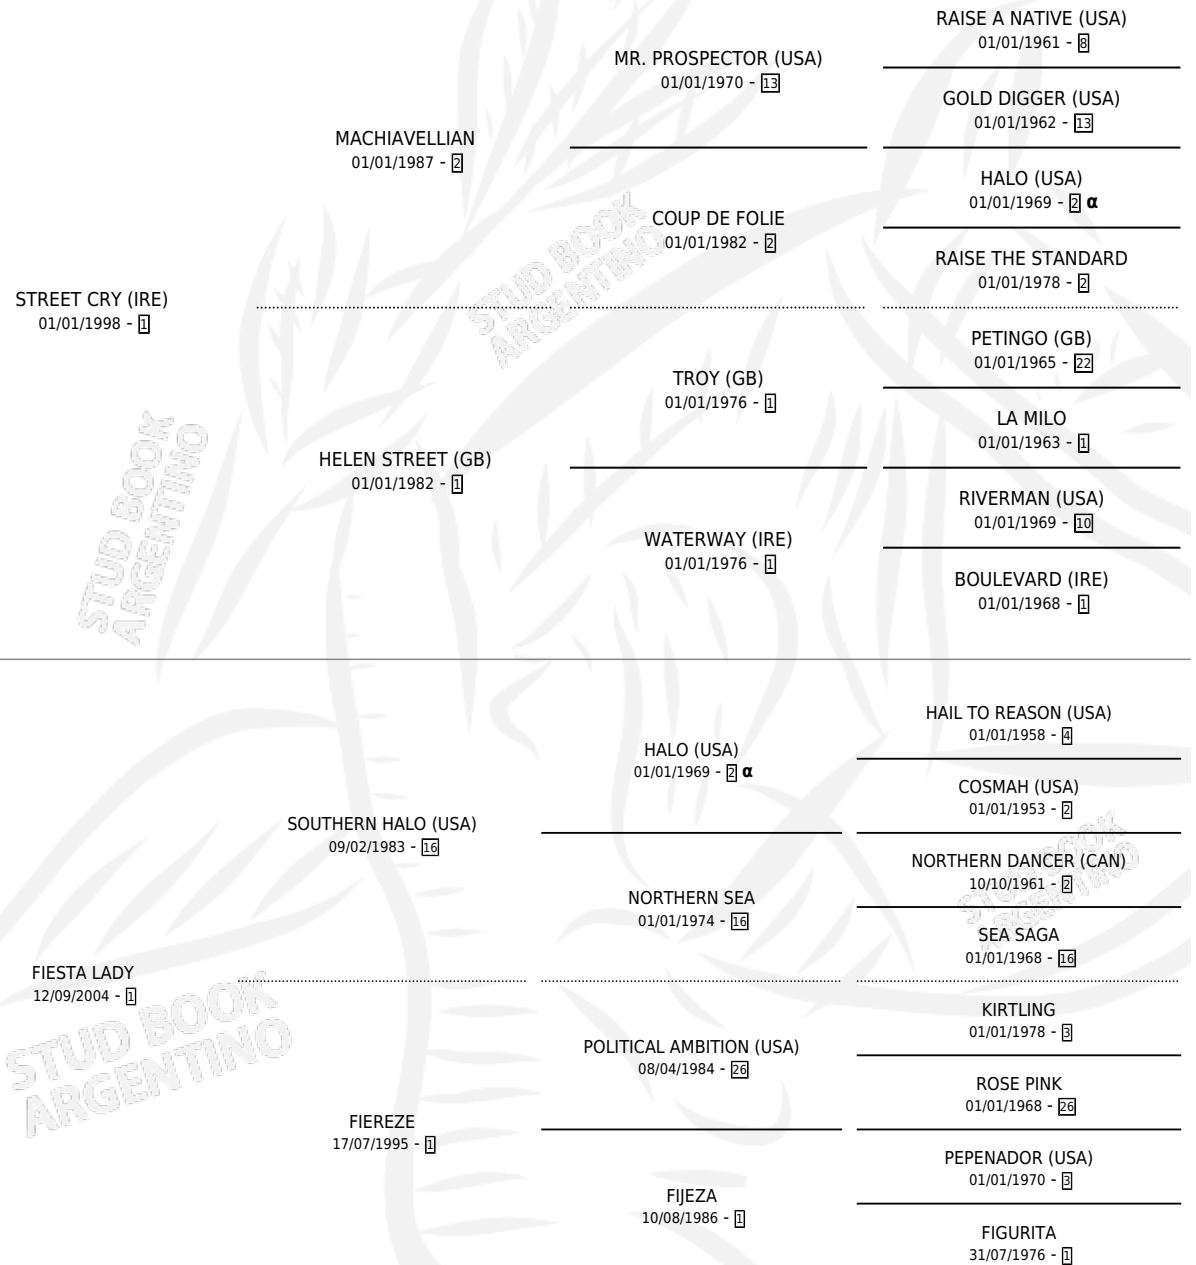 RAISE A NATIVE (USA)
01/01/1961 - 8
MR. PROSPECTOR (USA)
01/01/1970 - 13
GOLD DIGGER (USA)
01/01/1962 - 13
MACHIAVELLIAN
01/01/1987 - 2
HALO (USA)
01/01/1969 - 2 α
COUP DE FOLIE
01/01/1982 - 2
RAISE THE STANDARD
01/01/1978 - 2
STREET CRY (IRE)
01/01/1998 - 1
PETINGO (GB)
01/01/1965 - 22
TROY (GB)
01/01/1976 - 1
LA MILO
01/01/1963 - 1
HELEN STREET (GB)
01/01/1982 - 1
RIVERMAN (USA)
01/01/1969 - 10
WATERWAY (IRE)
01/01/1976 - 1
BOULEVARD (IRE)
01/01/1968 - 1
HAIL TO REASON (USA)
01/01/1958 - 4
HALO (USA)
01/01/1969 - 2 α
COSMAH (USA)
01/01/1953 - 2
SOUTHERN HALO (USA)
09/02/1983 - 16
NORTHERN DANCER (CAN)
10/10/1961 - 2
NORTHERN SEA
01/01/1974 - 16
SEA SAGA
01/01/1968 - 16
FIESTA LADY
12/09/2004 - 1
KIRTLING
01/01/1978 - 3
POLITICAL AMBITION (USA)
08/04/1984 - 26
ROSE PINK
01/01/1968 - 26
FIEREZE
17/07/1995 - 1
PEPENADOR (USA)
01/01/1970 - 3
FIJEZA
10/08/1986 - 1
FIGURITA
31/07/1976 - 1
STUD BOOK
ARGENTINO
STUD BOOK
ARGENTINO
STUD BOOK
ARGENTINO
STUD BOOK
ARGENTINO